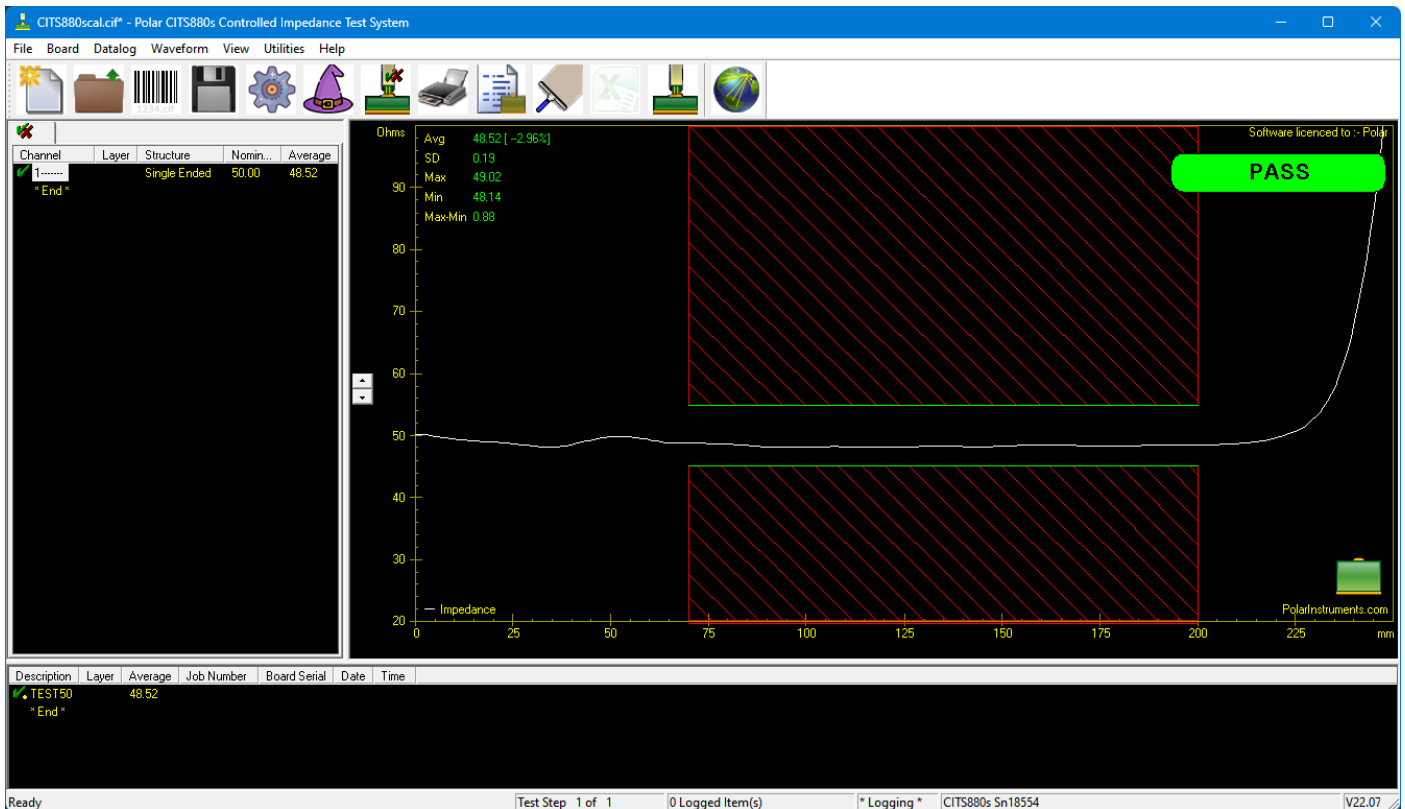 CITS880scal.cif* - Polar CITS880s Controlled Impedance Test System
File Board Datalog Waveform View Utilities Help
1234.cif
Channel Layer Structure Nomin... Average
1------- Single Ended 50.00 48.52
* End *
Ohms
Avg 48.52 [ --2.96%]
SD 0.19
Max 49.02
Min 48.14
Max-Min 0.88
Software licenced to :- Polar
PASS
90
80
70
60
50
40
30
20
Impedance
PolarInstruments.com
0 25 50 75 100 125 150 175 200 225 mm
Description Layer Average Job Number Board Serial Date Time
TEST50 48.52
* End *
Ready Test Step 1 of 1 0 Logged Item(s) * Logging * CITS880s Sn18554 V22.07